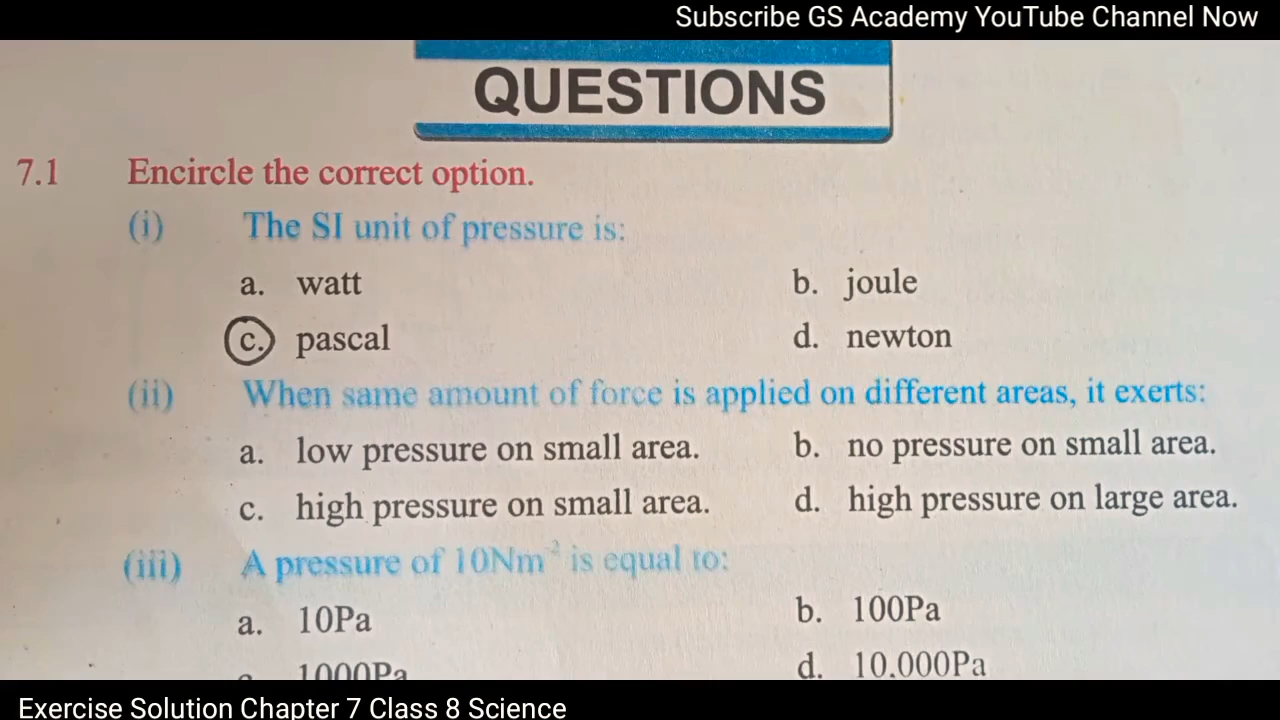 Subscribe GS Academy YouTube Channel Now
QUESTIONS
7.1 Encircle the correct option.
(i) The SI unit of pressure is:
a. watt b. joule
c. pascal d. newton
(ii) When same amount of force is applied on different areas, it exerts:
a. low pressure on small area. b. no pressure on small area.
c. high pressure on small area. d. high pressure on large area.
(iii) A pressure of 10Nm⁻² is equal to:
a. 10Pa b. 100Pa
c. 1000Pa d. 10,000Pa
Exercise Solution Chapter 7 Class 8 Science